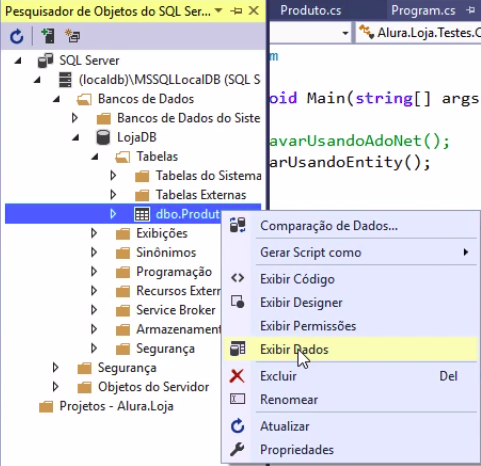 Pesquisador de Objetos do SQL Ser...
Produto.cs
Program.cs
Alura.Loja.Testes.C
SQL Server
(localdb)\MSSQLLocalDB (SQL S
Bancos de Dados
Bancos de Dados do Siste
LojaDB
Tabelas
Tabelas do Sistema
Tabelas Externas
dbo.Produt
Exibições
Sinônimos
Programação
Recursos Extern
Service Broker
Armazenament
Segurança
Segurança
Objetos do Servidor
Projetos - Alura.Loja
oid Main(string[] args
avarUsandoAdoNet();
arUsandoEntity();
Comparação de Dados...
Gerar Script como
Exibir Código
Exibir Designer
Exibir Permissões
Exibir Dados
Excluir Del
Renomear
Atualizar
Propriedades